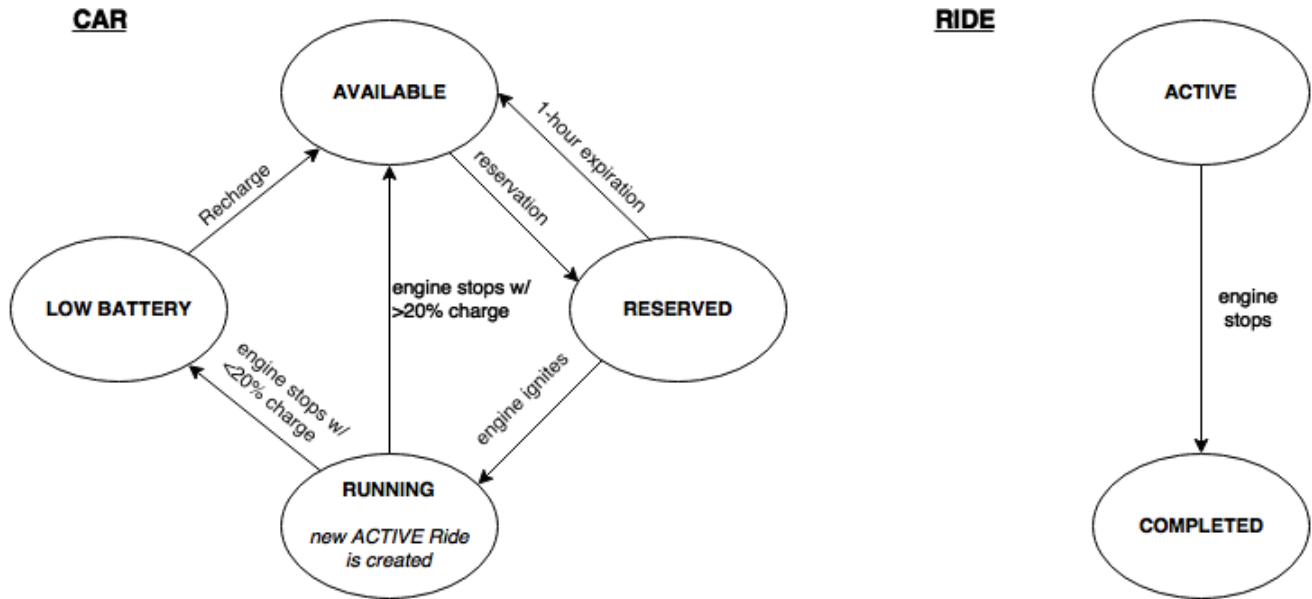 CAR
RIDE
AVAILABLE
ACTIVE
1-hour expiration
reservation
Recharge
engine stops w/
>20% charge
LOW BATTERY
RESERVED
engine
stops
engine stops w/
<20% charge
engine ignites
RUNNING
new ACTIVE Ride
is created
COMPLETED